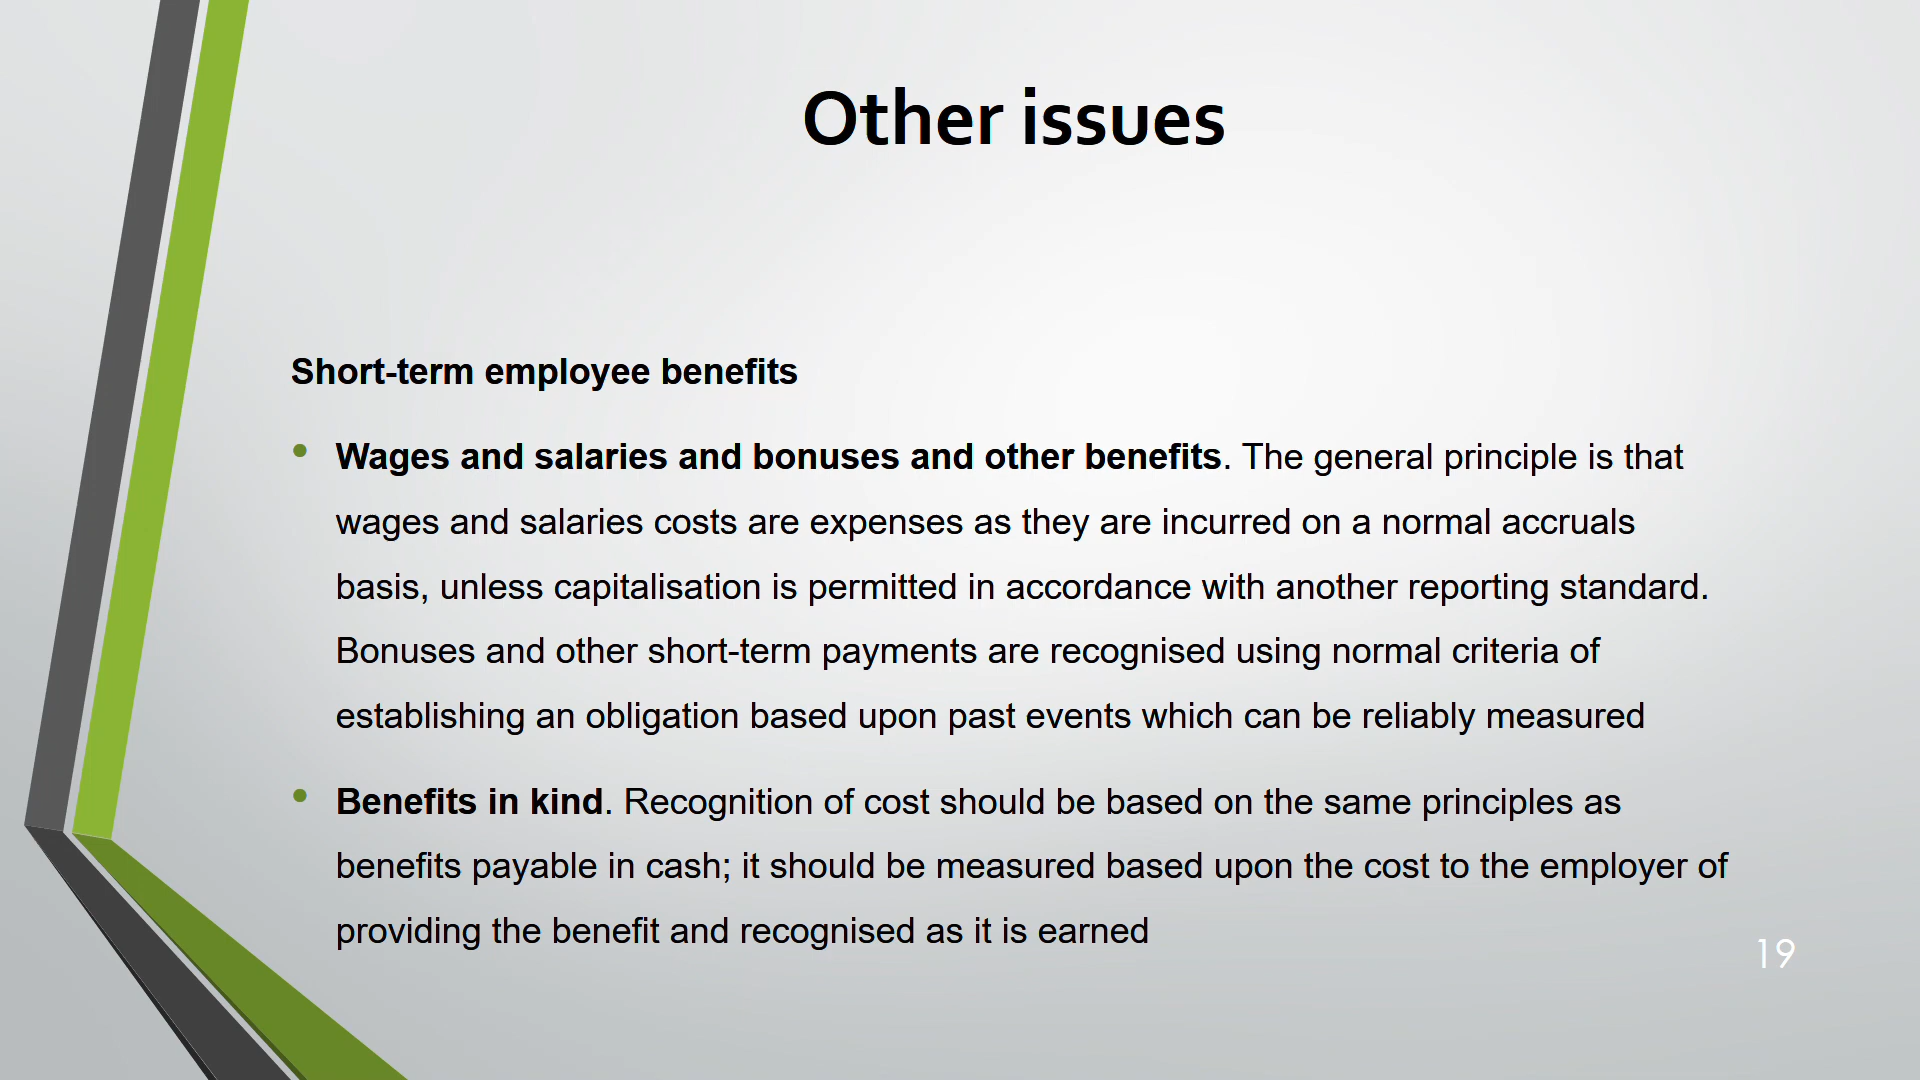 Other issues
Short-term employee benefits
• Wages and salaries and bonuses and other benefits. The general principle is that
wages and salaries costs are expenses as they are incurred on a normal accruals
basis, unless capitalisation is permitted in accordance with another reporting standard.
Bonuses and other short-term payments are recognised using normal criteria of
establishing an obligation based upon past events which can be reliably measured
• Benefits in kind. Recognition of cost should be based on the same principles as
benefits payable in cash; it should be measured based upon the cost to the employer of
providing the benefit and recognised as it is earned
19